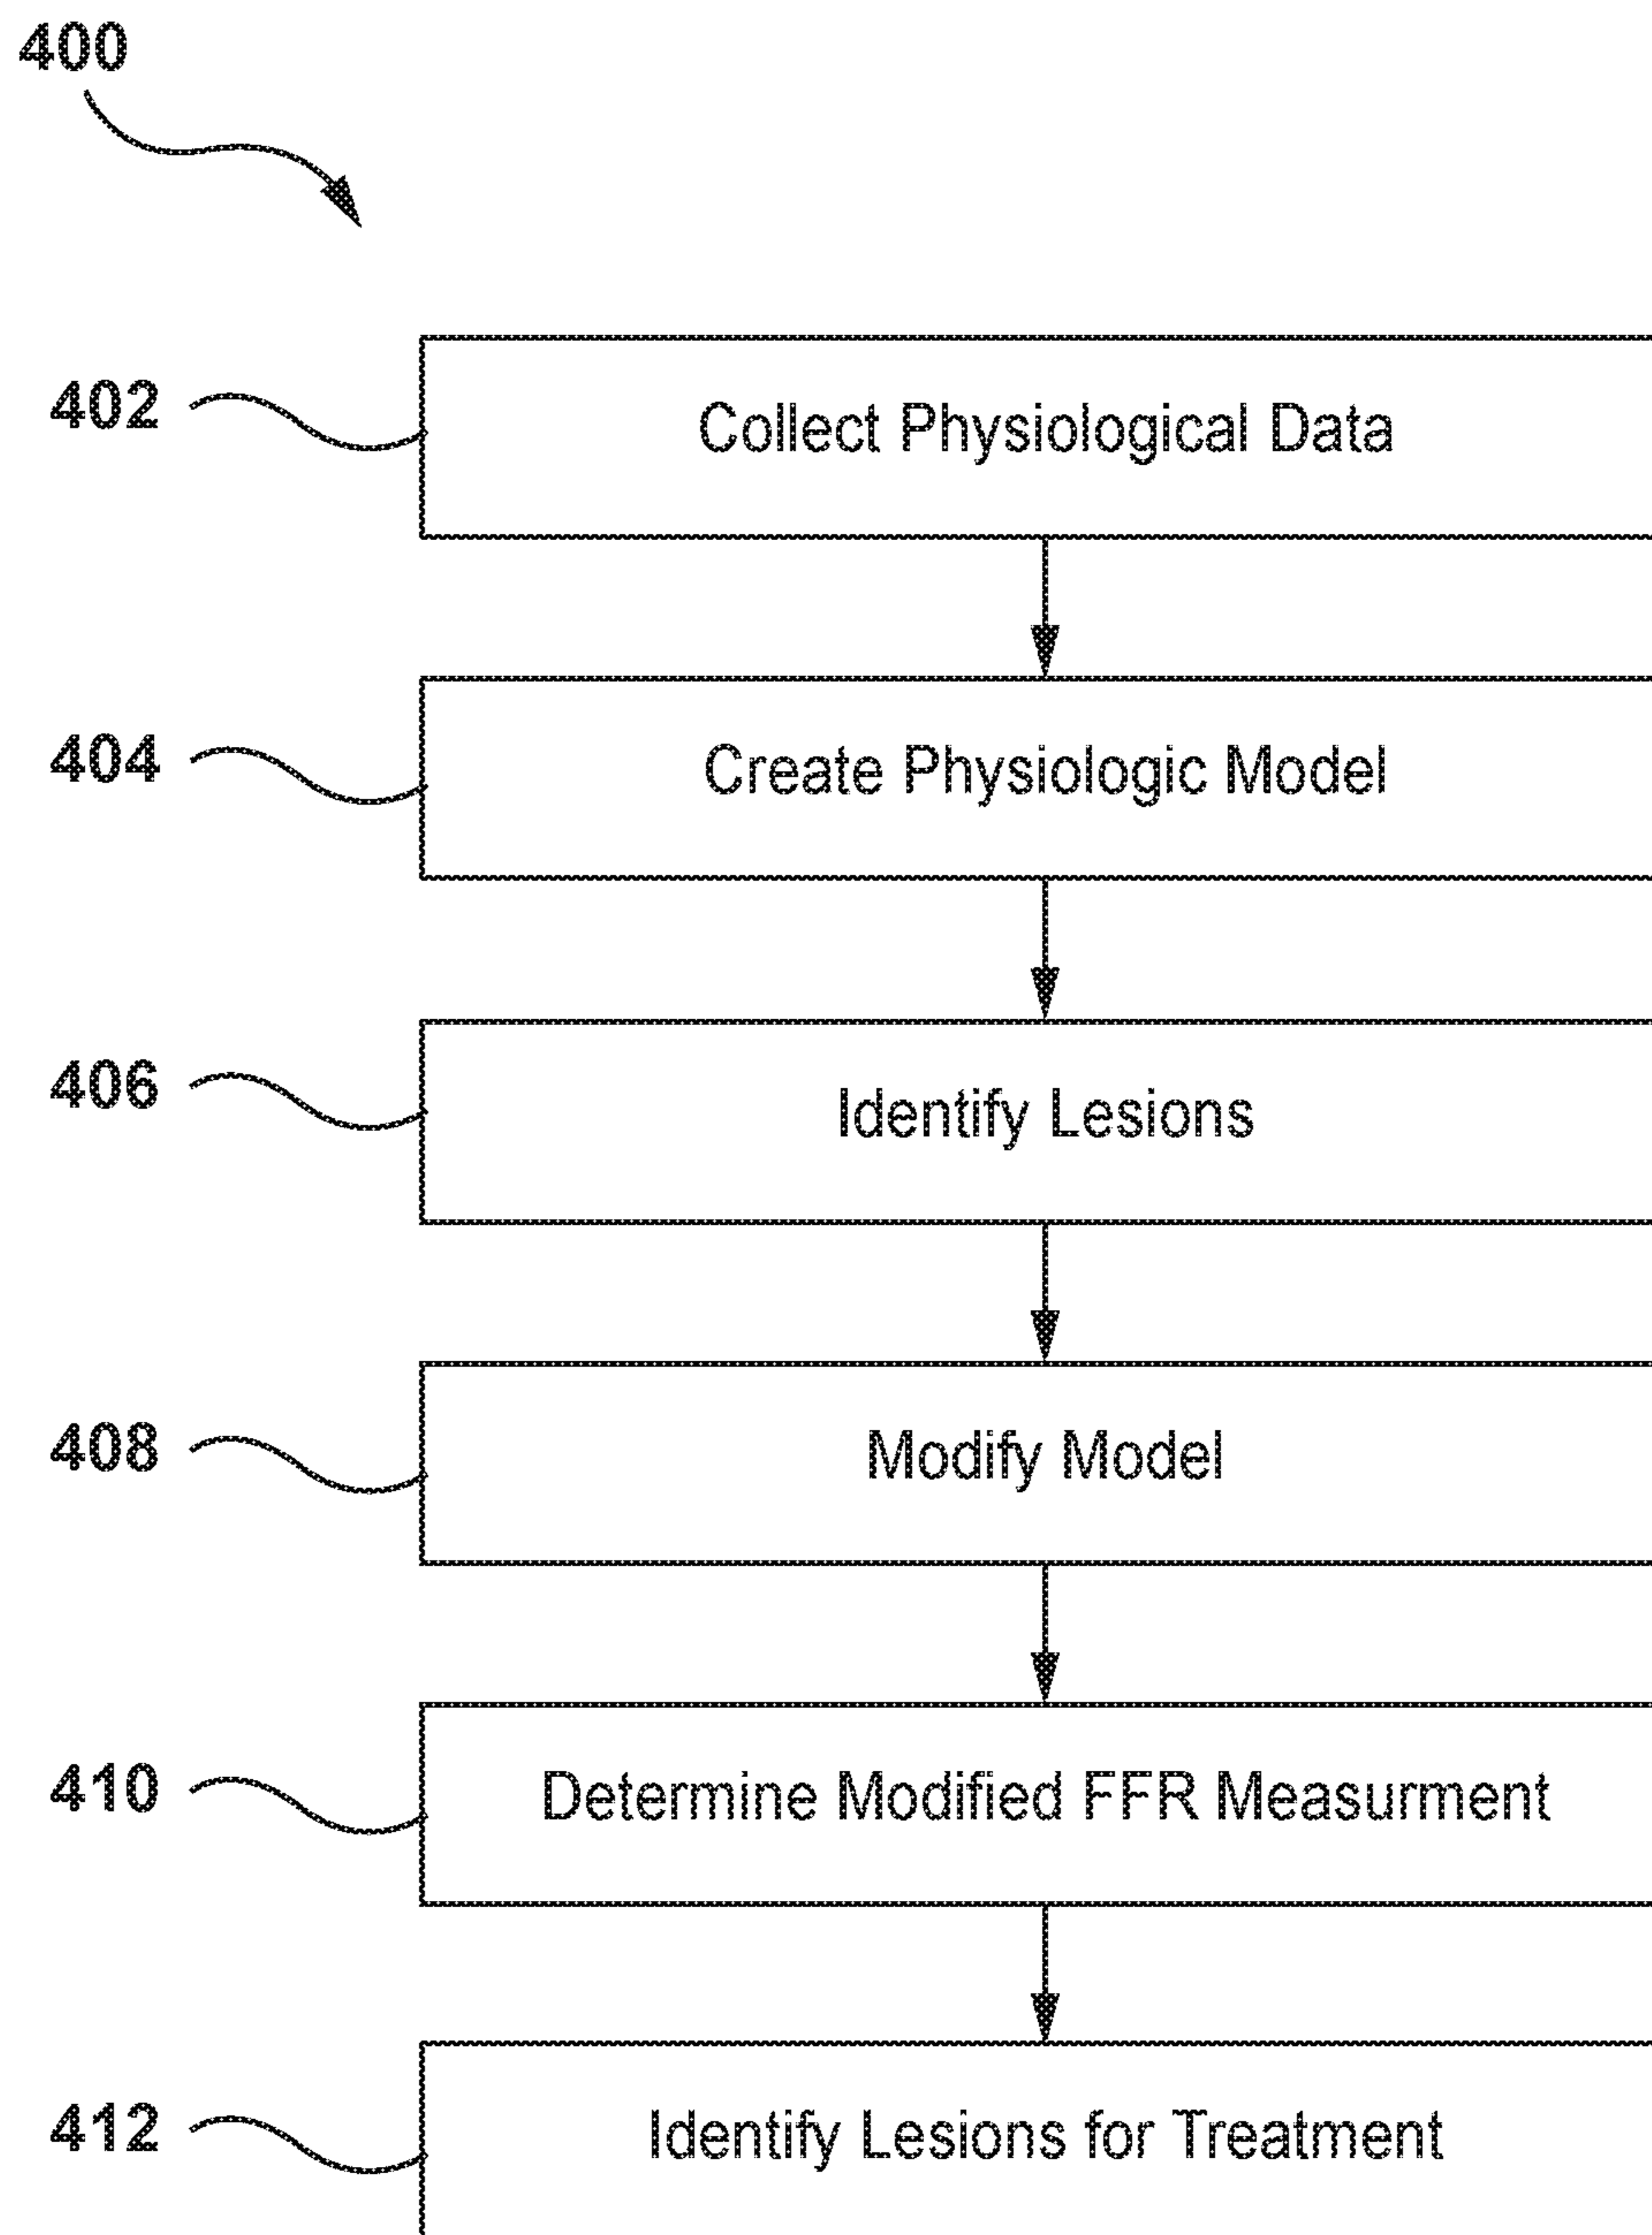 400
402 Collect Physiological Data
404 Create Physiologic Model
406 Identify Lesions
408 Modify Model
410 Determine Modified FFR Measurment
412 Identify Lesions for Treatment